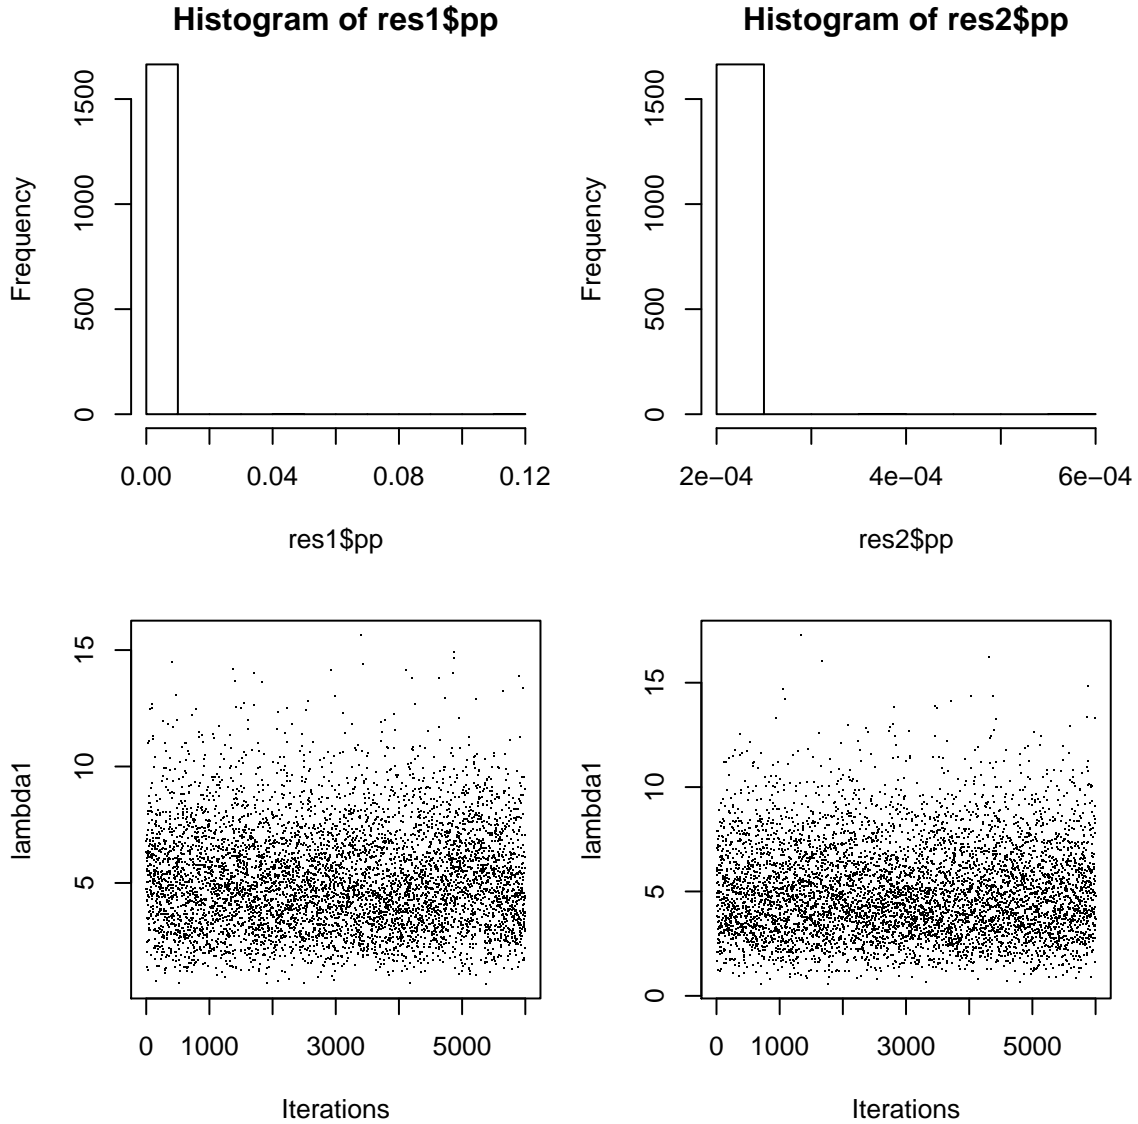 Histogram of res1$pp
Frequency
0 500 1000 1500
0.00 0.04 0.08 0.12
res1$pp
Histogram of res2$pp
Frequency
0 500 1000 1500
2e−04 4e−04 6e−04
res2$pp
lambda1
5 10 15
0 1000 3000 5000
Iterations
lambda1
0 5 10 15
0 1000 3000 5000
Iterations